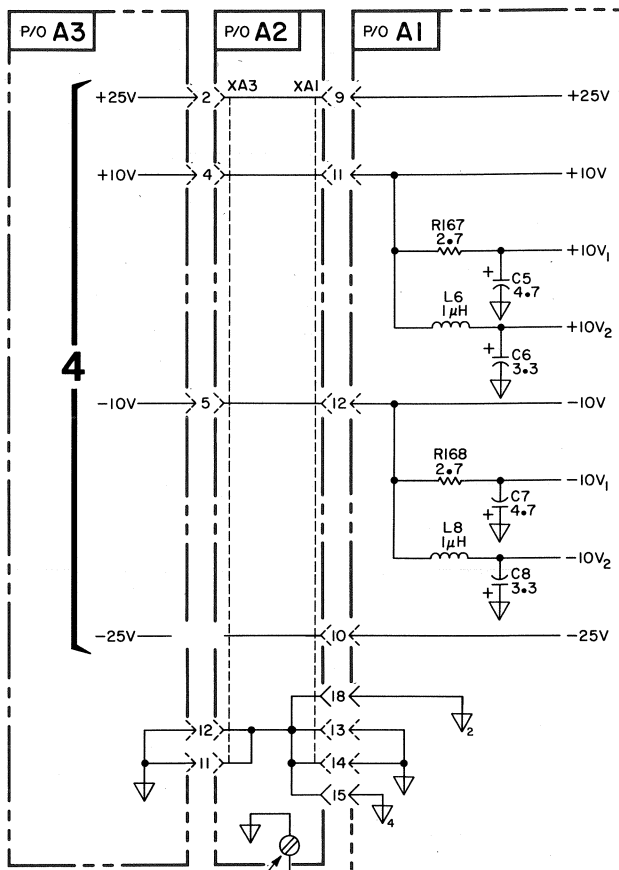 P/O A3
P/O A2
P/O A1
XA3 XA1
+25V 2 9 +25V
+10V 4 11 +10V
R167
2.7
+10V₁
+ C5
4.7
L6
1μH
+10V₂
+ C6
3.3
4
-10V 5 12 -10V
R168
2.7
-10V₁
C7
+ 4.7
L8
1μH
-10V₂
C8
+ 3.3
-25V 10 -25V
18
2
12 13
11 14
15
4